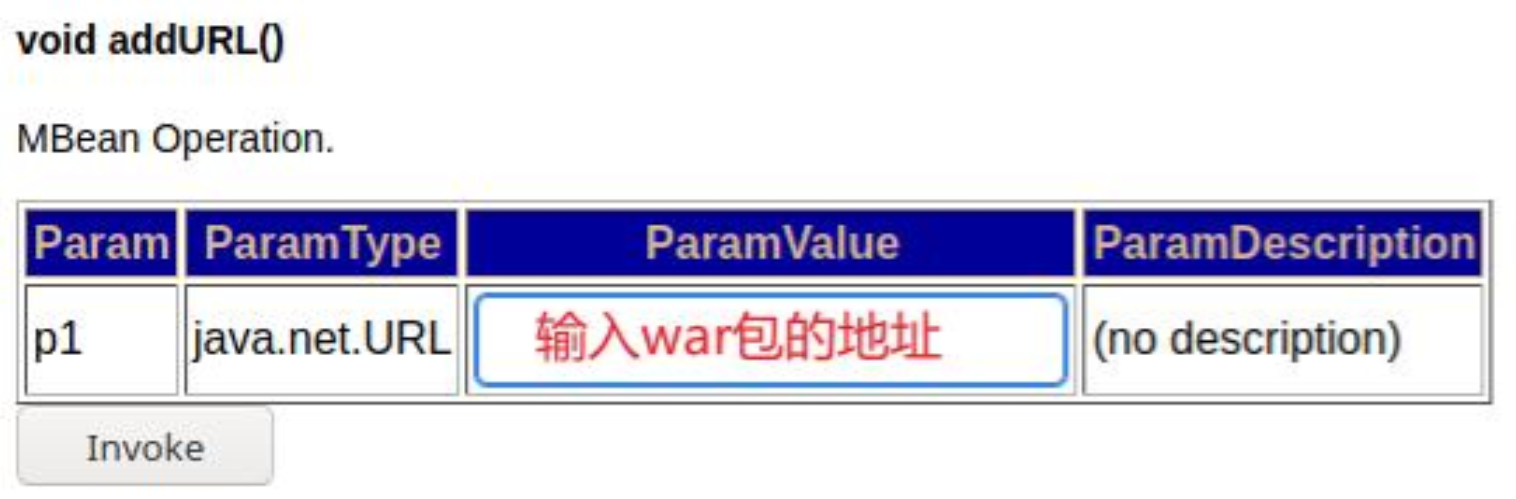 void addURL()
MBean Operation.
Param ParamType ParamValue ParamDescription
p1 java.net.URL 输入war包的地址 (no description)
Invoke